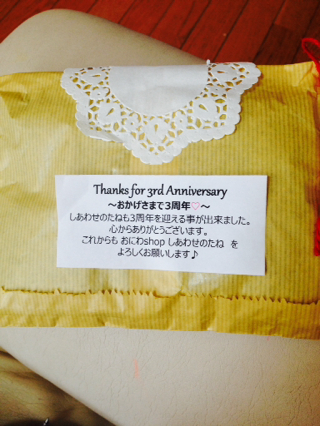 Thanks for 3rd Anniversary
～おかげさまで3周年♡～
しあわせのたねも3周年を迎える事が出来ました。
心からありがとうございます。
これからも おにわshop しあわせのたね を
よろしくお願いします♪